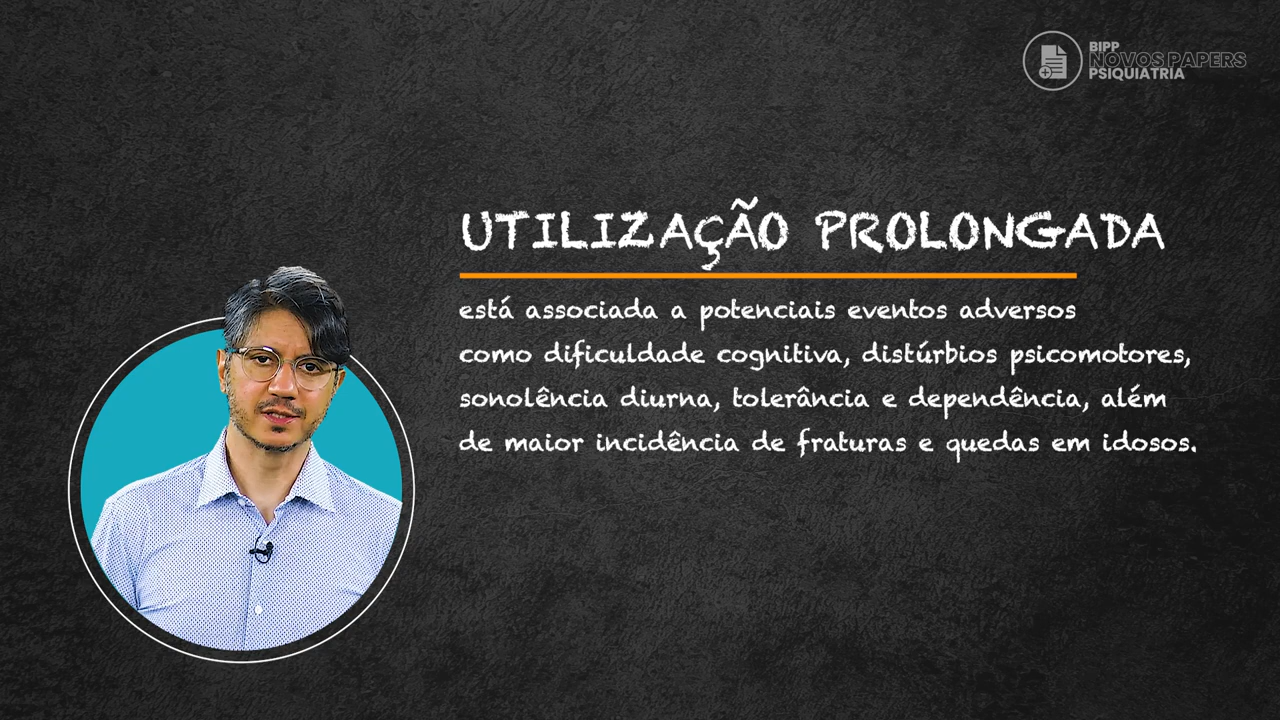 BIPP
NOVOS PAPERS
PSIQUIATRIA
UTILIZAÇÃO PROLONGADA
está associada a potenciais eventos adversos
como dificuldade cognitiva, distúrbios psicomotores,
sonolência diurna, tolerância e dependência, além
de maior incidência de fraturas e quedas em idosos.